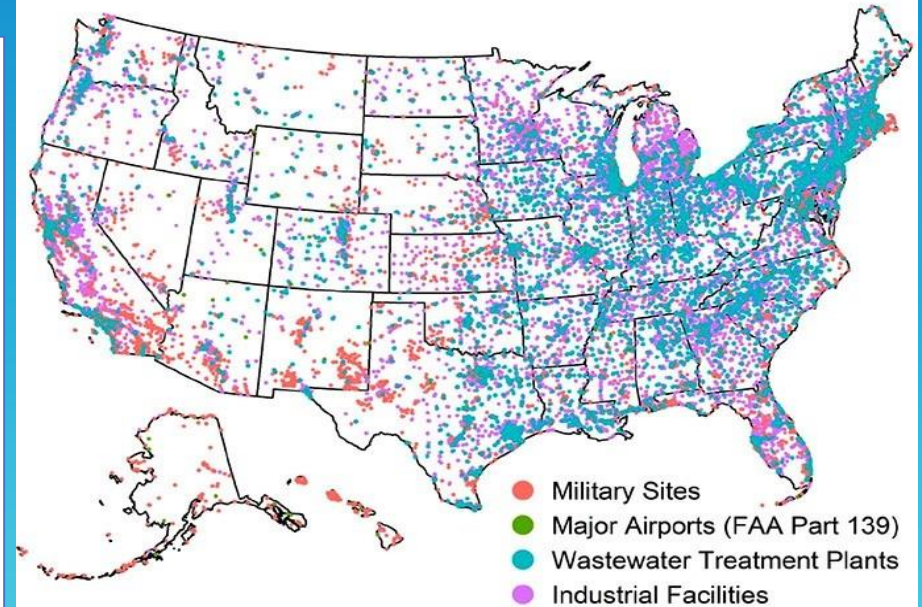 Military Sites
Major Airports (FAA Part 139)
Wastewater Treatment Plants
Industrial Facilities